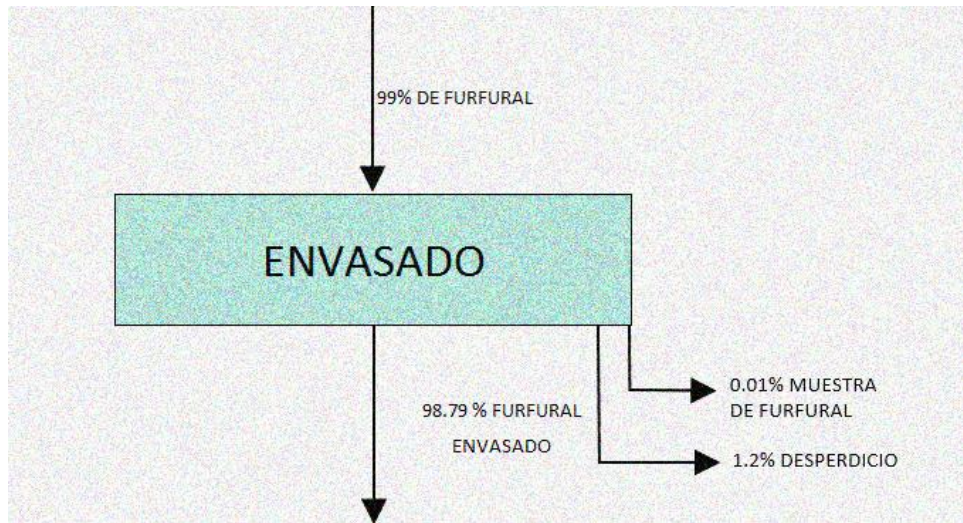 99% DE FURFURAL
ENVASADO
98.79 % FURFURAL
ENVASADO
0.01% MUESTRA
DE FURFURAL
1.2% DESPERDICIO